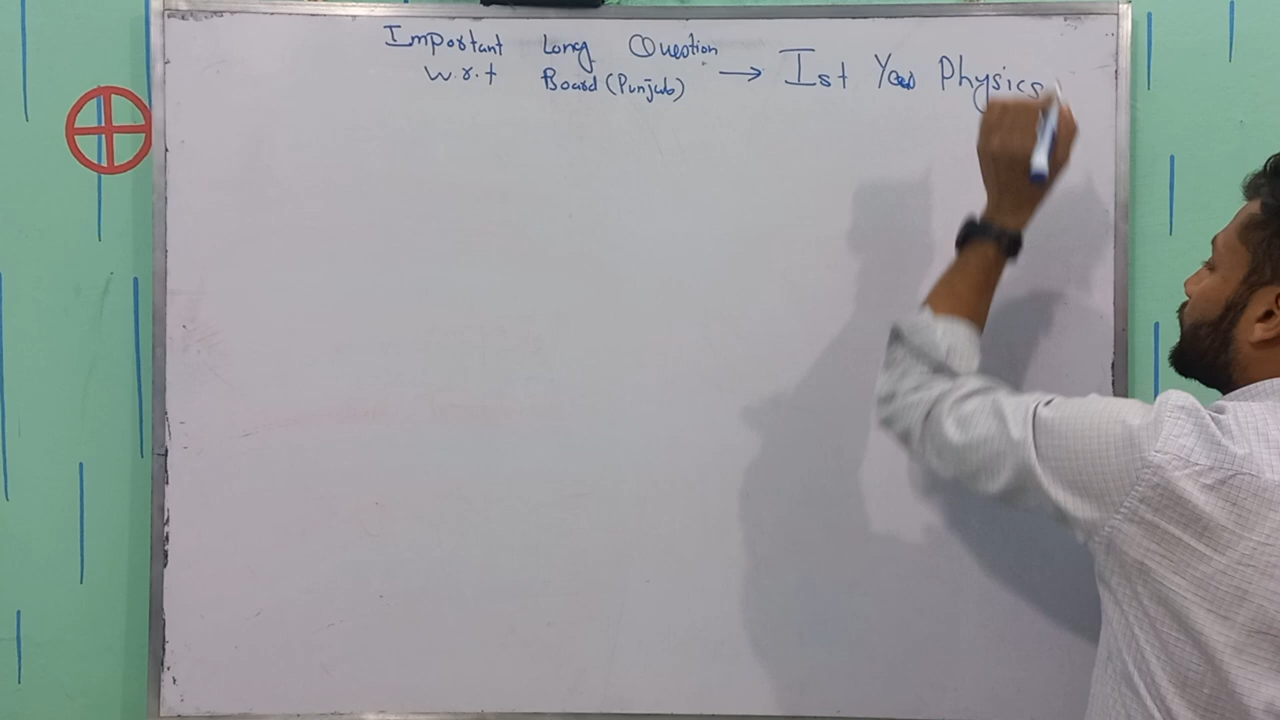 Important Long Question
w.r.t Board (Punjab) → Ist Year Physics